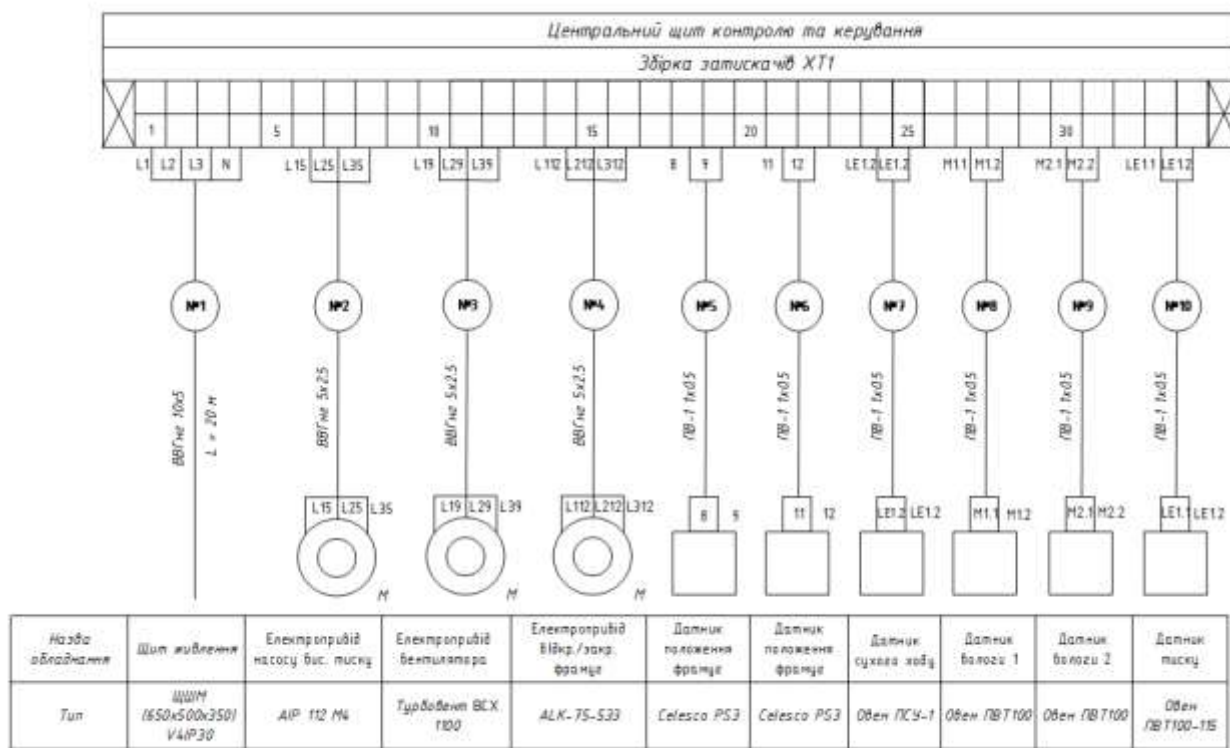 Центральний щит контролю та керування
Збірка затискачів ХТ1
1 5 10 15 20 25 30
L1 L2 L3 N L15 L25 L35 L19 L29 L39 L112 L212 L312 8 9 11 12 LE1.2 LE1.2 M1.1 M1.2 M2.1 M2.2 LE1.1 LE1.2
№1 №2 №3 №4 №5 №6 №7 №8 №9 №10
ВВГнг 10х5
L = 20 м
ВВГнг 5х2.5
ВВГнг 5х2.5
ВВГнг 5х2.5
ПВ-1 1х0.5
ПВ-1 1х0.5
ПВ-1 1х0.5
ПВ-1 1х0.5
ПВ-1 1х0.5
ПВ-1 1х0.5
L15 L25 L35 L19 L29 L39 L112 L212 L312 8 9 11 12 LE1.2 LE1.2 M1.1 M1.2 M2.1 M2.2 LE1.1 LE1.2
М М М
Назва обладнання
Щит живлення
Електропривід насосу вис. тиску
Електропривід вентилятора
Електропривід відкр./закр. фрамуг
Датчик положення фрамуг
Датчик положення фрамуг
Датчик сухого ходу
Датчик вологи 1
Датчик вологи 2
Датчик тиску
Тип
ЩШМ (650х500х350) У4ІР30
АІР 112 М4
Турбовент ВСХ 1100
ALK-75-533
Celesco PS3
Celesco PS3
Овен ПСУ-1
Овен ПВТ100
Овен ПВТ100
Овен ПВТ100-115